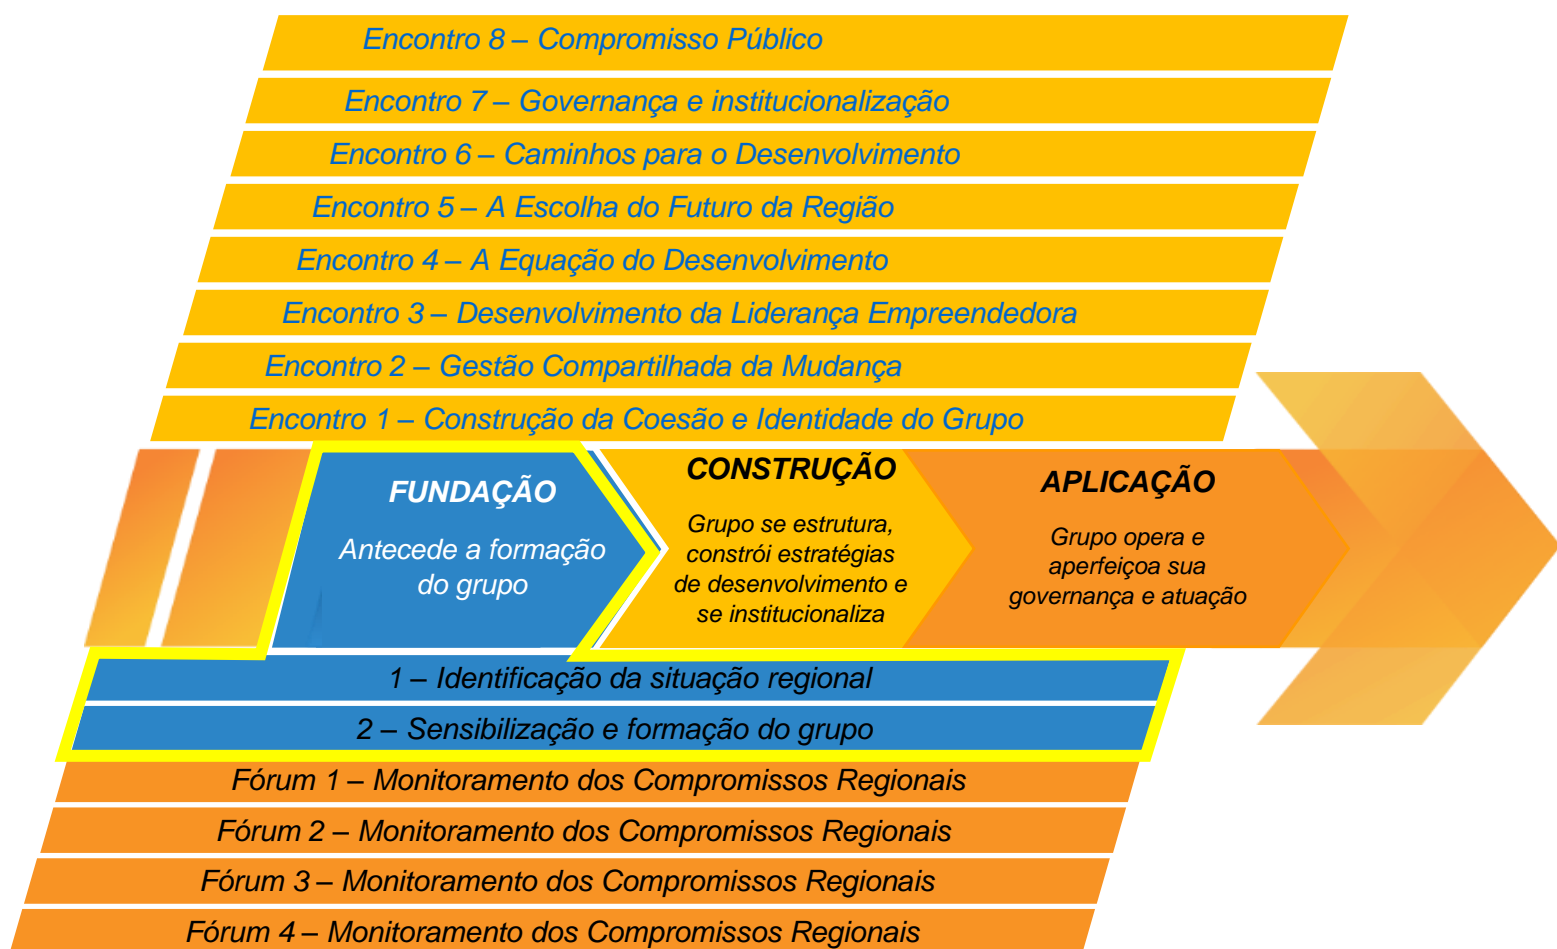 Encontro 8 – Compromisso Público
Encontro 7 – Governança e institucionalização
Encontro 6 – Caminhos para o Desenvolvimento
Encontro 5 – A Escolha do Futuro da Região
Encontro 4 – A Equação do Desenvolvimento
Encontro 3 – Desenvolvimento da Liderança Empreendedora
Encontro 2 – Gestão Compartilhada da Mudança
Encontro 1 – Construção da Coesão e Identidade do Grupo
FUNDAÇÃO
Antecede a formação
do grupo
CONSTRUÇÃO
Grupo se estrutura,
constrói estratégias
de desenvolvimento e
se institucionaliza
APLICAÇÃO
Grupo opera e
aperfeiçoa sua
governança e atuação
1 – Identificação da situação regional
2 – Sensibilização e formação do grupo
Fórum 1 – Monitoramento dos Compromissos Regionais
Fórum 2 – Monitoramento dos Compromissos Regionais
Fórum 3 – Monitoramento dos Compromissos Regionais
Fórum 4 – Monitoramento dos Compromissos Regionais